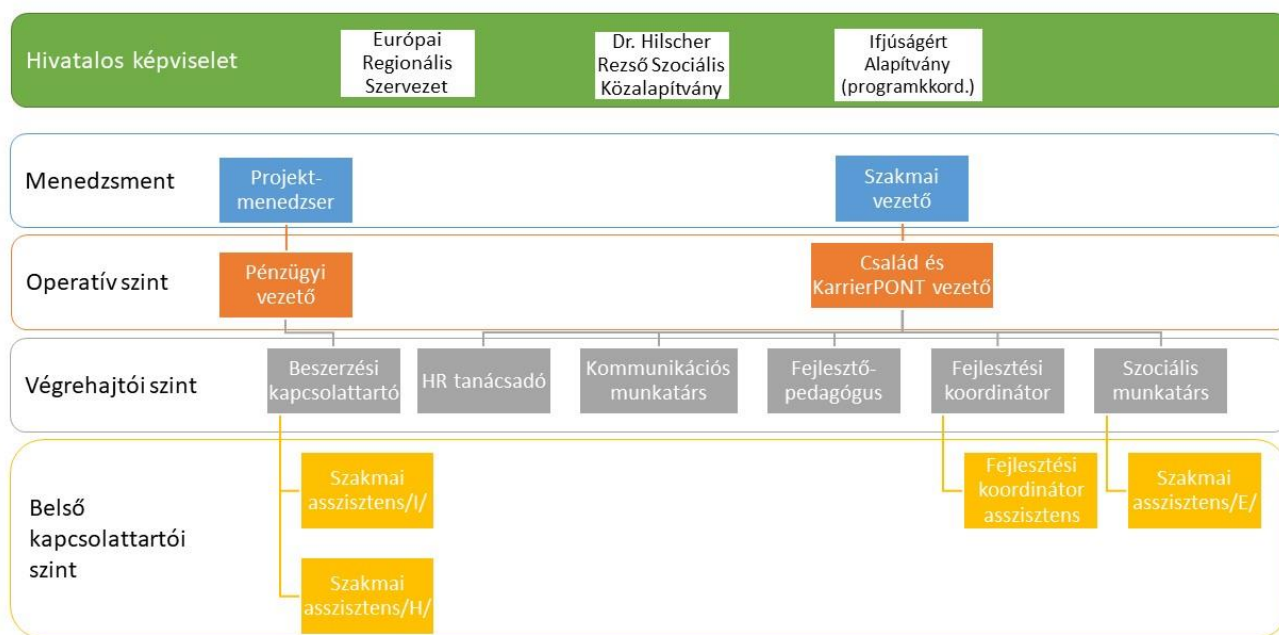 Hivatalos képviselet
Európai
Regionális
Szervezet
Dr. Hilscher
Rezső Szociális
Közalapítvány
Ifjúságért
Alapítvány
(programkkord.)
Menedzsment
Projekt-
menedzser
Szakmai
vezető
Operatív szint
Pénzügyi
vezető
Család és
KarrierPONT vezető
Végrehajtói szint
Beszerzési
kapcsolattartó
HR tanácsadó
Kommunikációs
munkatárs
Fejlesztő-
pedagógus
Fejlesztési
koordinátor
Szociális
munkatárs
Belső
kapcsolattartói
szint
Szakmai
asszisztens/I/
Fejlesztési
koordinátor
asszisztens
Szakmai
asszisztens/E/
Szakmai
asszisztens/H/